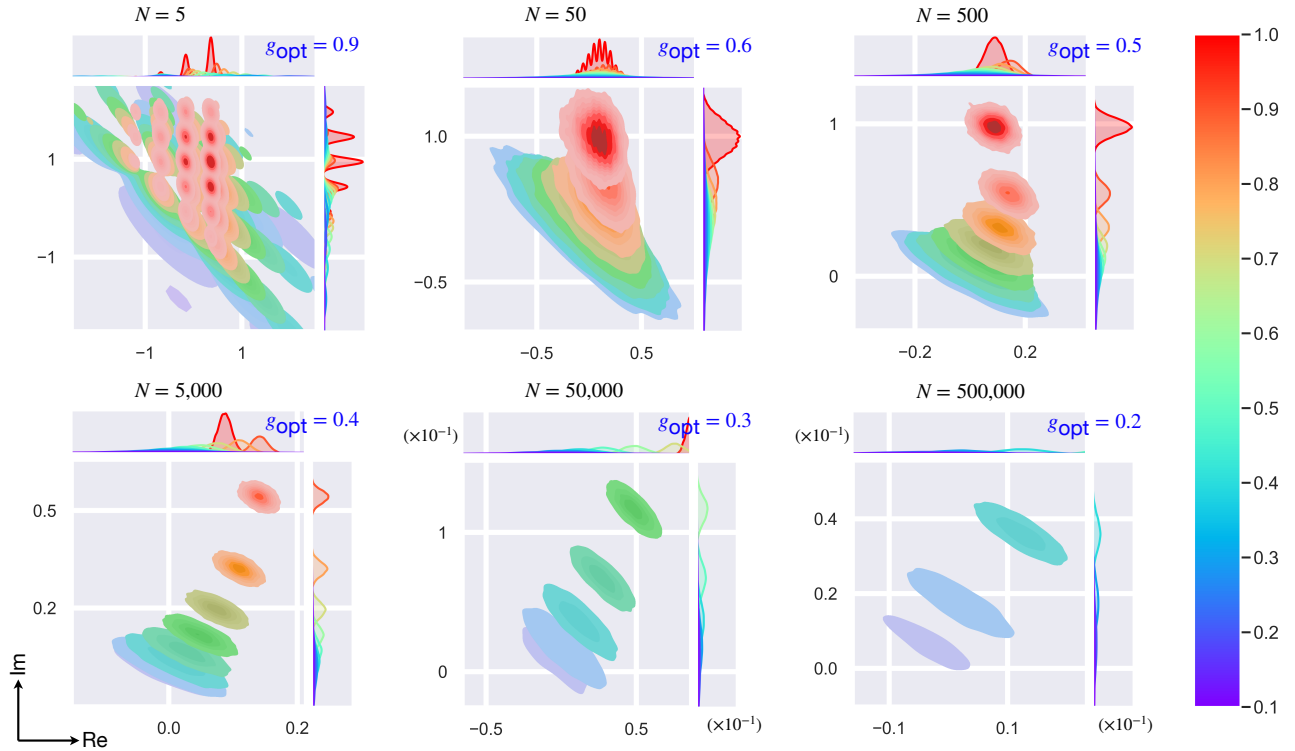 N = 5
N = 50
N = 500
g_opt = 0.9
g_opt = 0.6
g_opt = 0.5
1
−1
−1
1
1.0
−0.5
−0.5
0.5
1
0
−0.2
0.2
N = 5,000
N = 50,000
N = 500,000
g_opt = 0.4
g_opt = 0.3
g_opt = 0.2
(×10⁻¹)
(×10⁻¹)
0.5
0.2
0.0
0.2
1
0
−0.5
0.5
(×10⁻¹)
0.4
0.2
0.0
−0.1
0.1
(×10⁻¹)
Im
Re
1.0
0.9
0.8
0.7
0.6
0.5
0.4
0.3
0.2
0.1